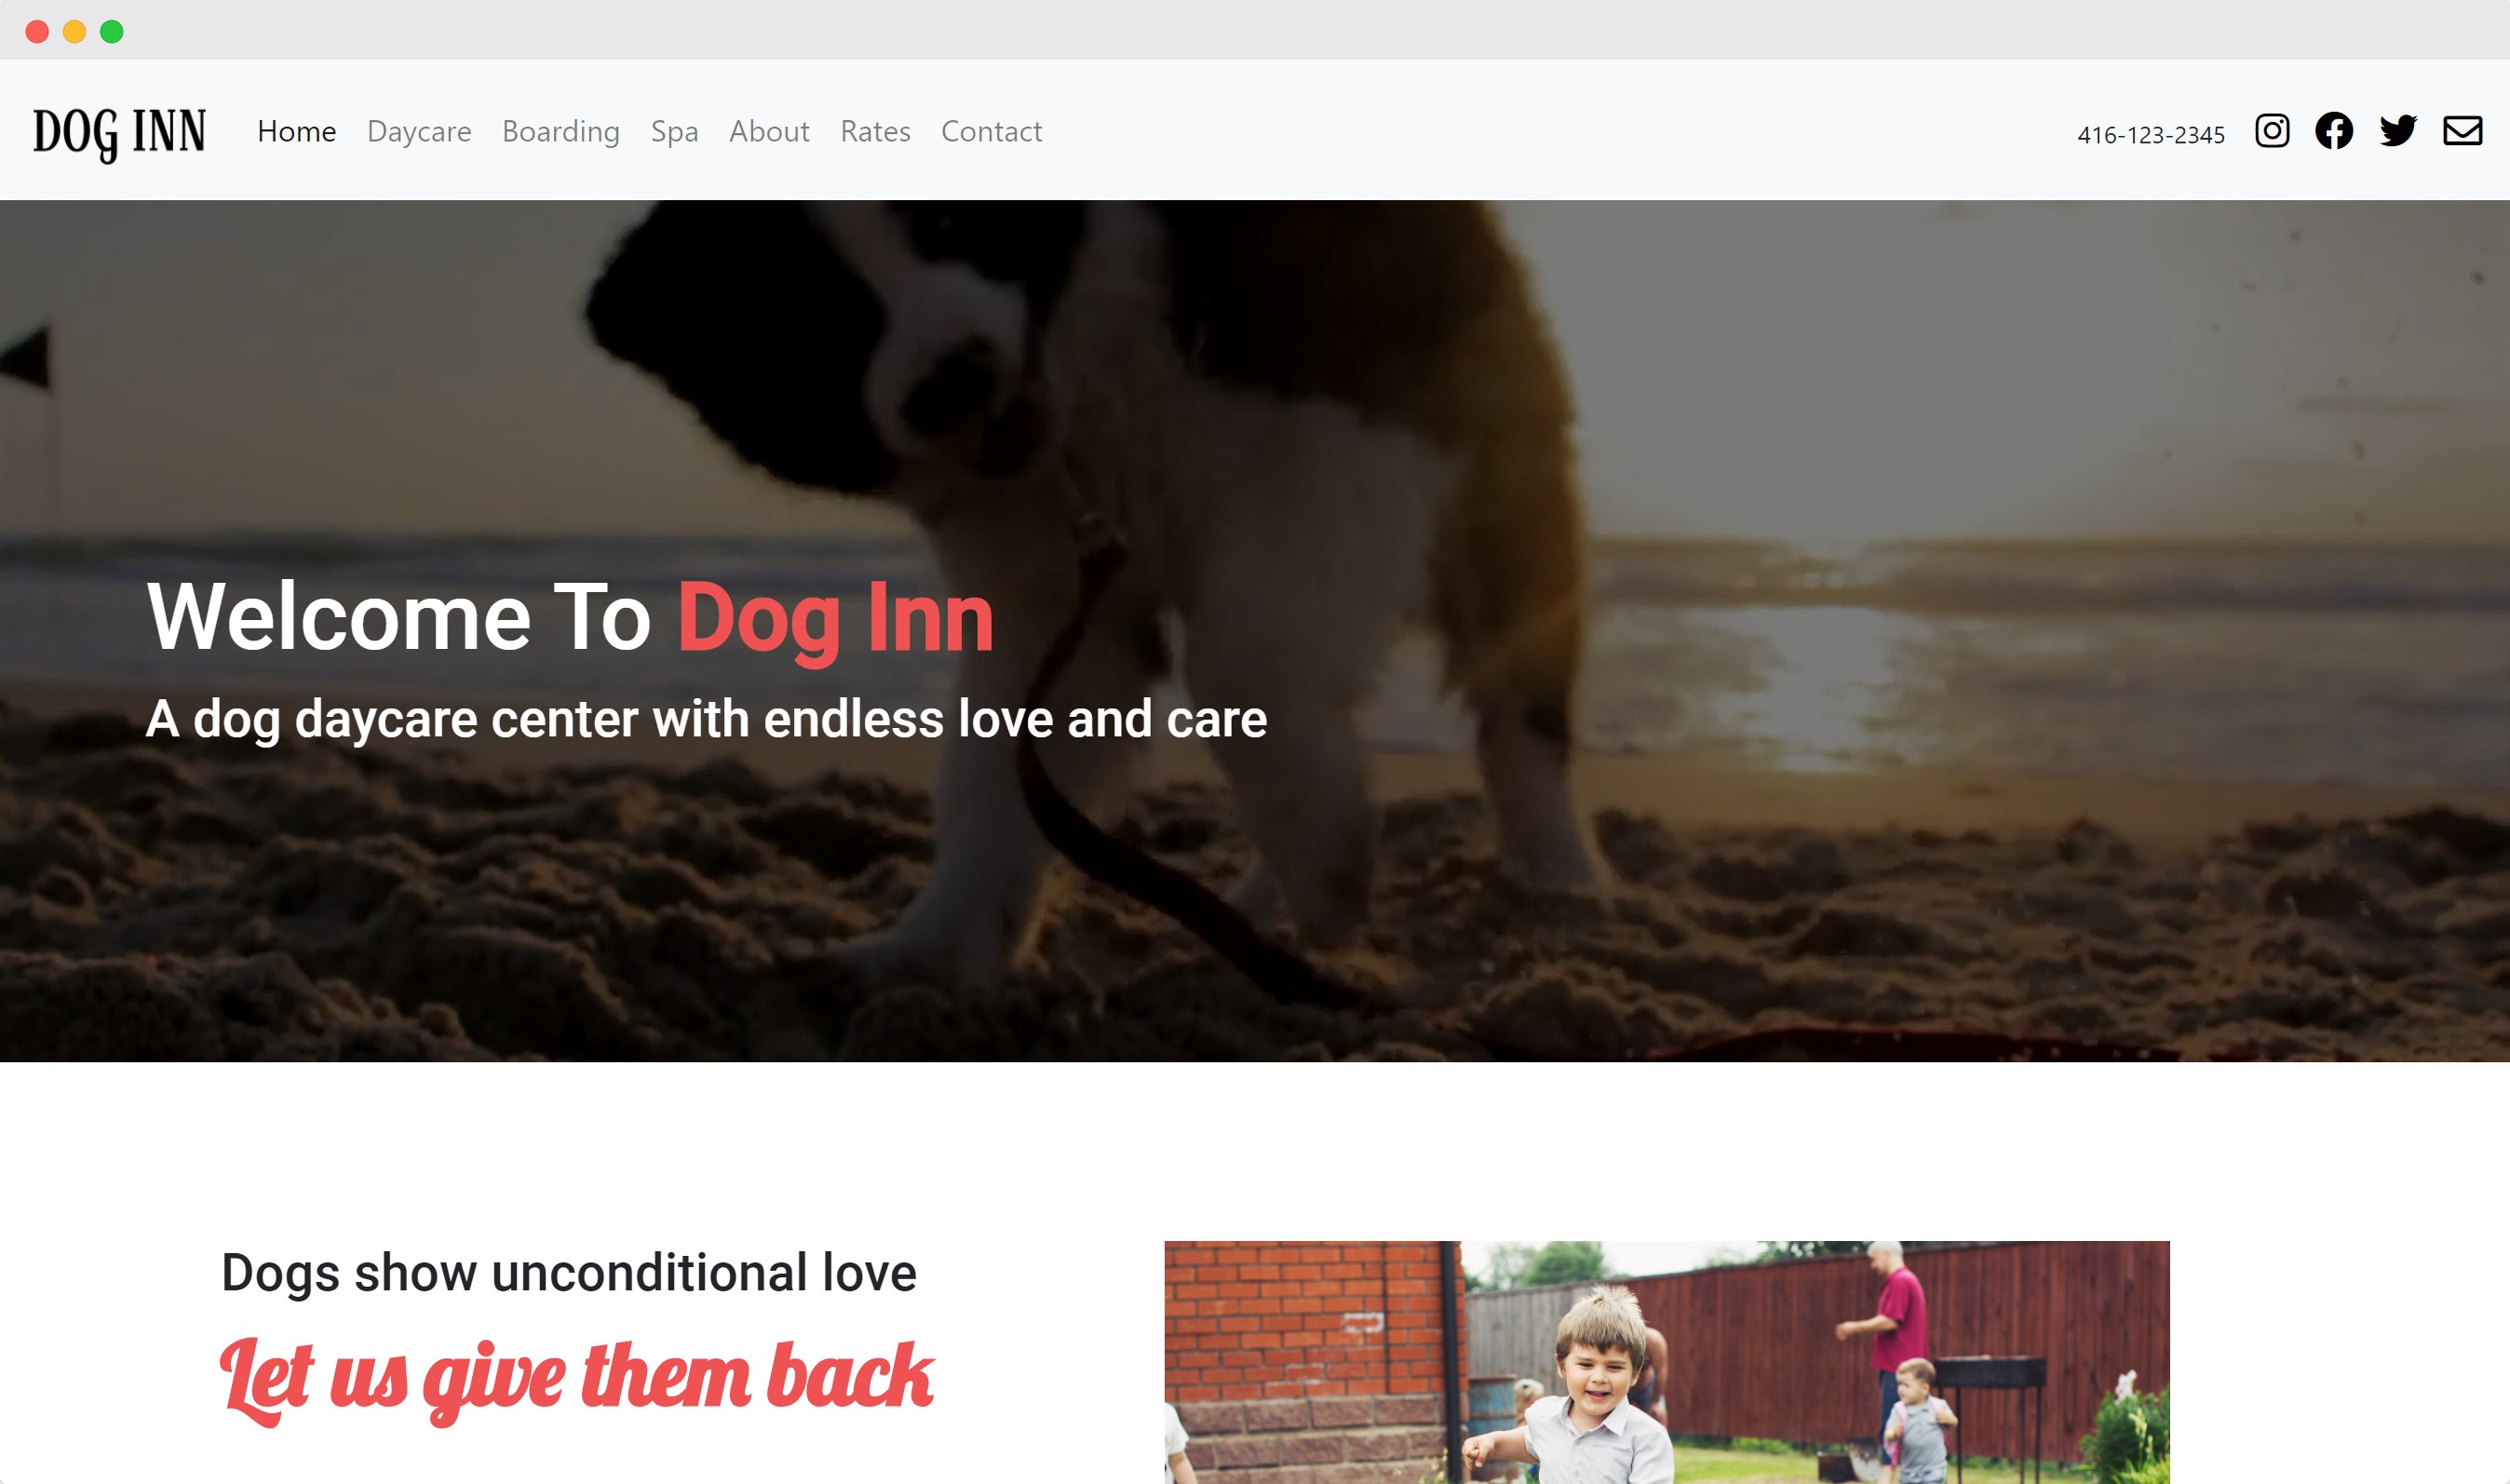 DOG INN Home Daycare Boarding Spa About Rates Contact 416-123-2345
Welcome To Dog Inn
A dog daycare center with endless love and care
Dogs show unconditional love
Let us give them back